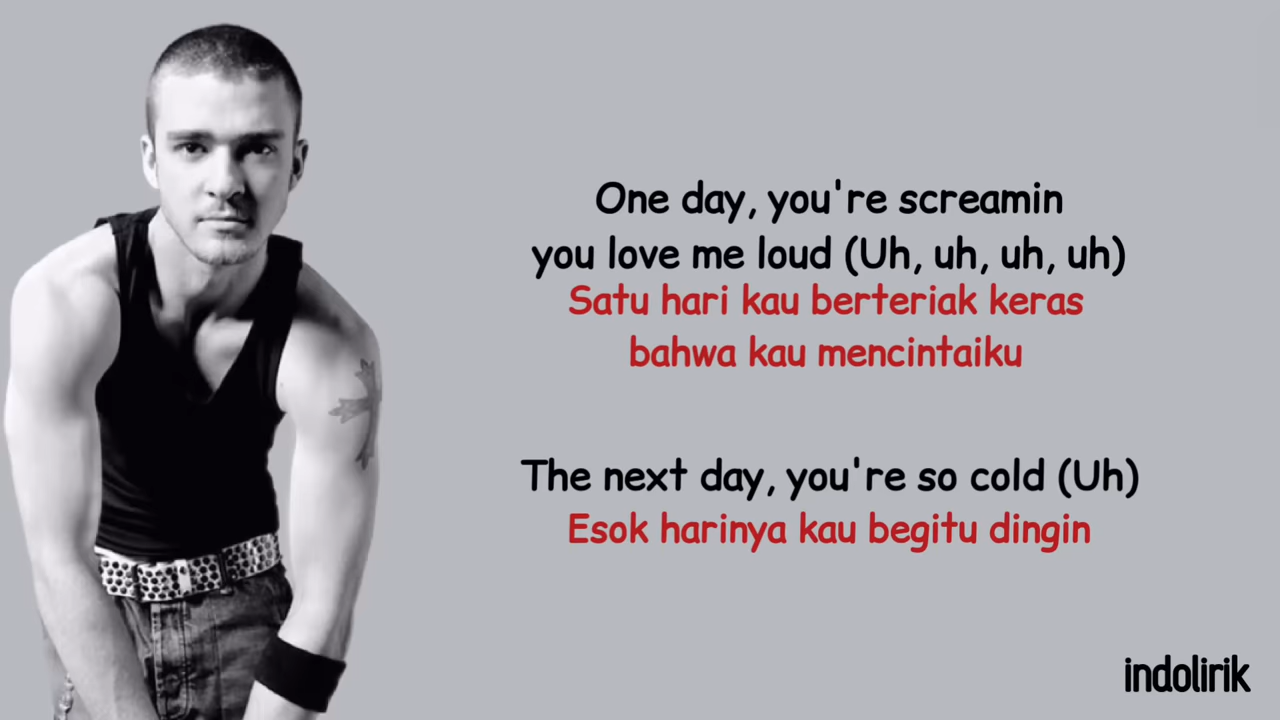 One day, you're screamin
you love me loud (Uh, uh, uh, uh)
Satu hari kau berteriak keras
bahwa kau mencintaiku
The next day, you're so cold (Uh)
Esok harinya kau begitu dingin
indolirik